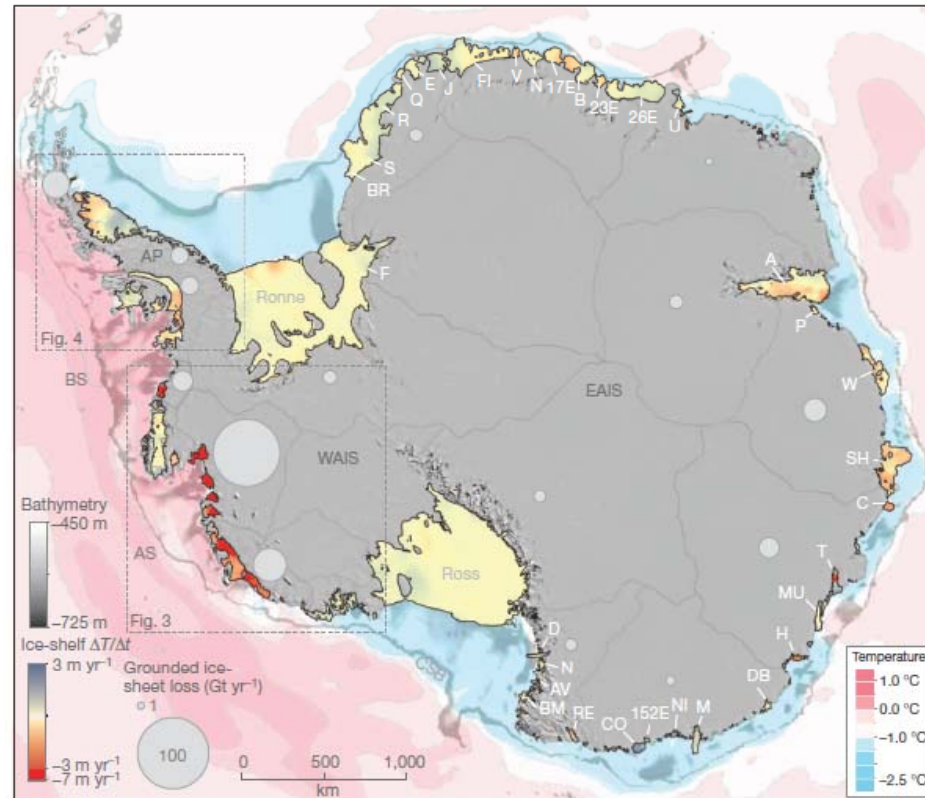 E
J
Q
FI
V
N
17E
B
23E
26E
U
R
S
BR
AP
Ronne
F
A
P
Fig. 4
BS
W
EAIS
WAIS
SH
C
Bathymetry
–450 m
AS
T
Ross
MU
–725 m
Fig. 3
Ice-shelf ΔT/Δt
3 m yr⁻¹
Grounded ice-
sheet loss (Gt yr⁻¹)
1
–3 m yr⁻¹
–7 m yr⁻¹
100
0 500 1,000
km
CSB
D
N
AV
BM
RE
CO
152E
NI
M
DB
H
Temperature
1.0 °C
0.0 °C
–1.0 °C
–2.5 °C